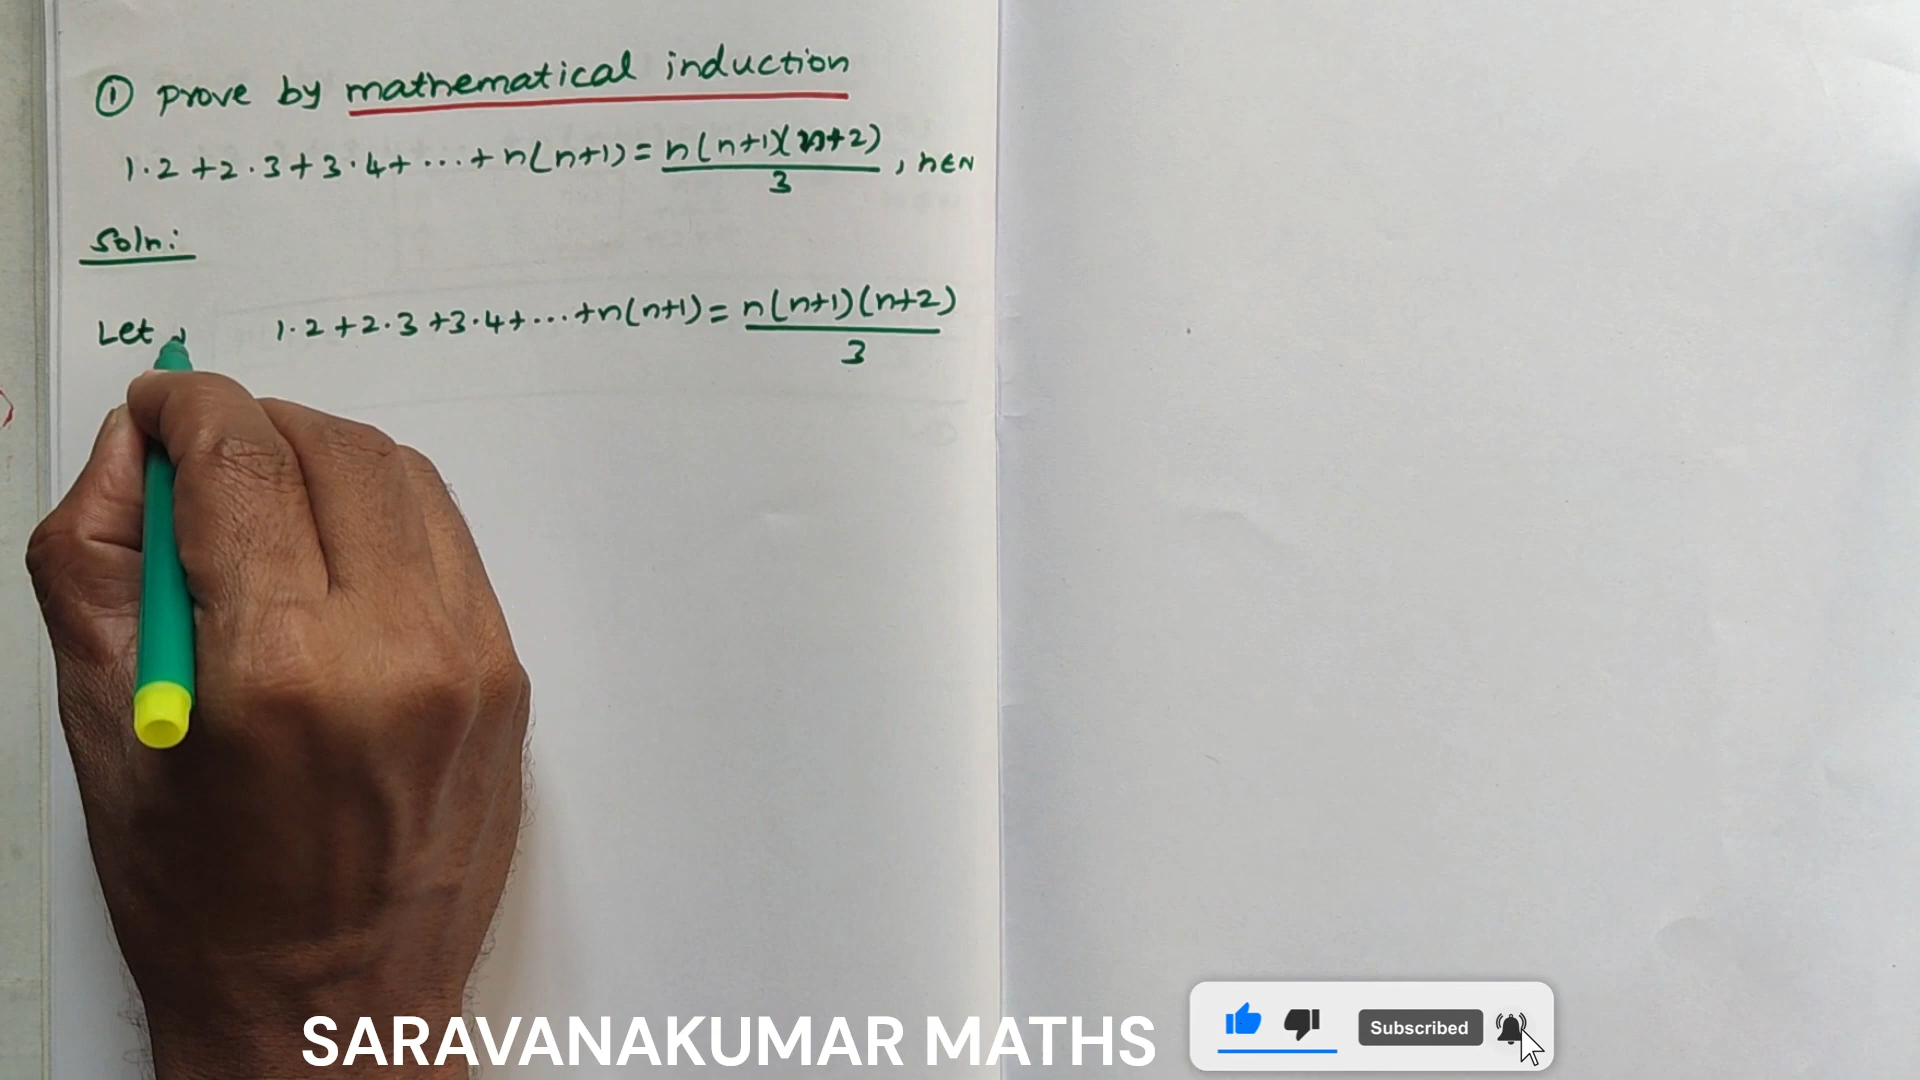 ① prove by mathematical induction
1·2 + 2·3 + 3·4 + ... + n(n+1) = n(n+1)(n+2)/3, n∈N
Soln:
Let 1·2 + 2·3 + 3·4 + ... + n(n+1) = n(n+1)(n+2)/3
SARAVANAKUMAR MATHS
Subscribed